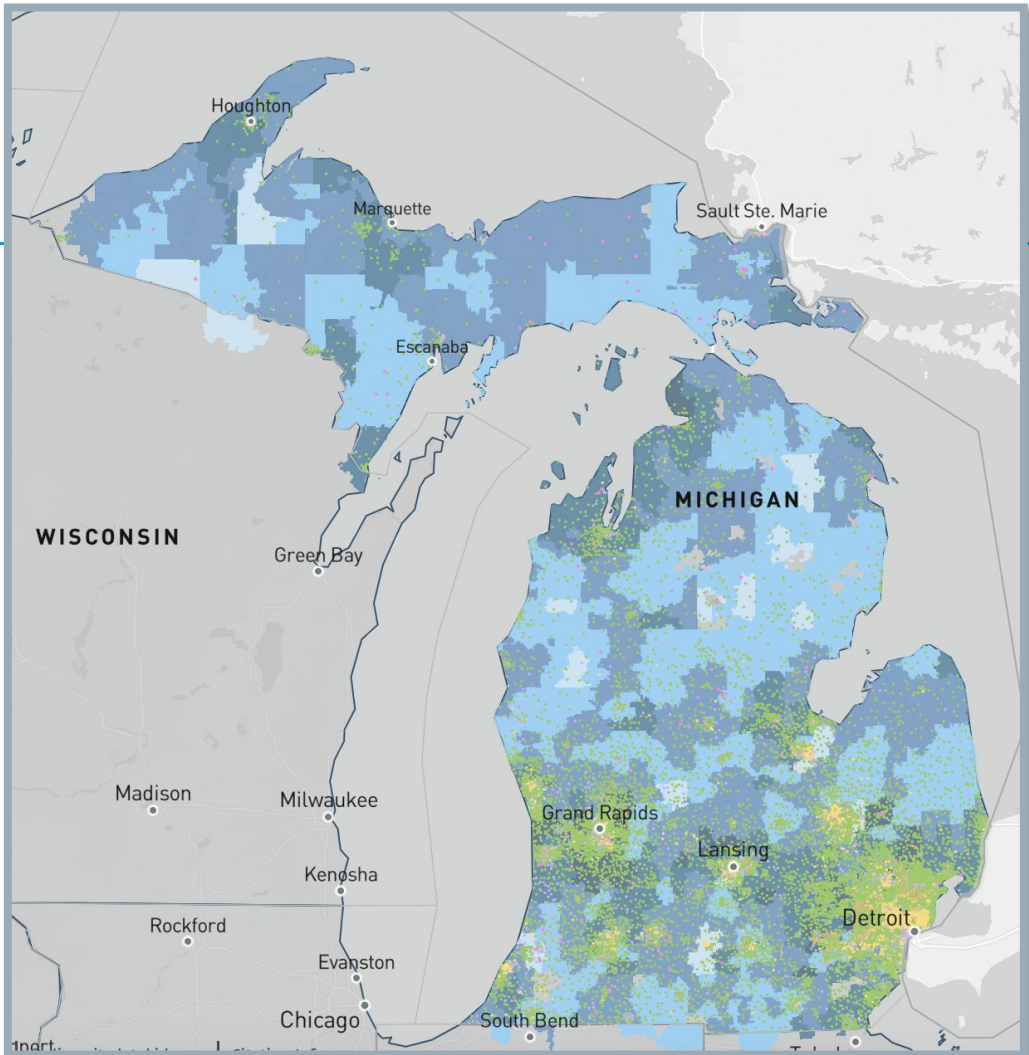 Houghton
Marquette
Sault Ste. Marie
Escanaba
MICHIGAN
WISCONSIN
Green Bay
Madison
Milwaukee
Grand Rapids
Lansing
Kenosha
Detroit
Rockford
Evanston
Chicago
South Bend